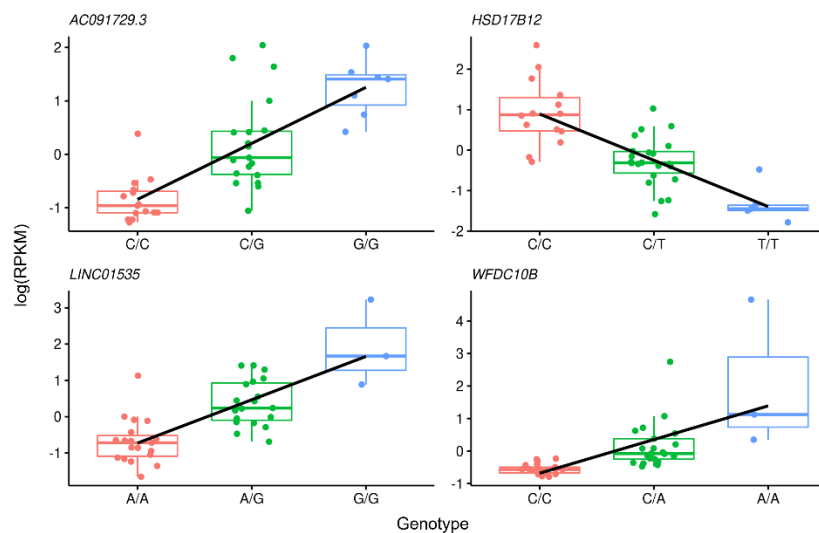 AC091729.3
2
1
0
-1
C/C C/G G/G
HSD17B12
2
1
0
-1
-2
C/C C/T T/T
log(RPKM)
LINC01535
3
2
1
0
-1
A/A A/G G/G
WFDC10B
4
3
2
1
0
-1
C/C C/A A/A
Genotype